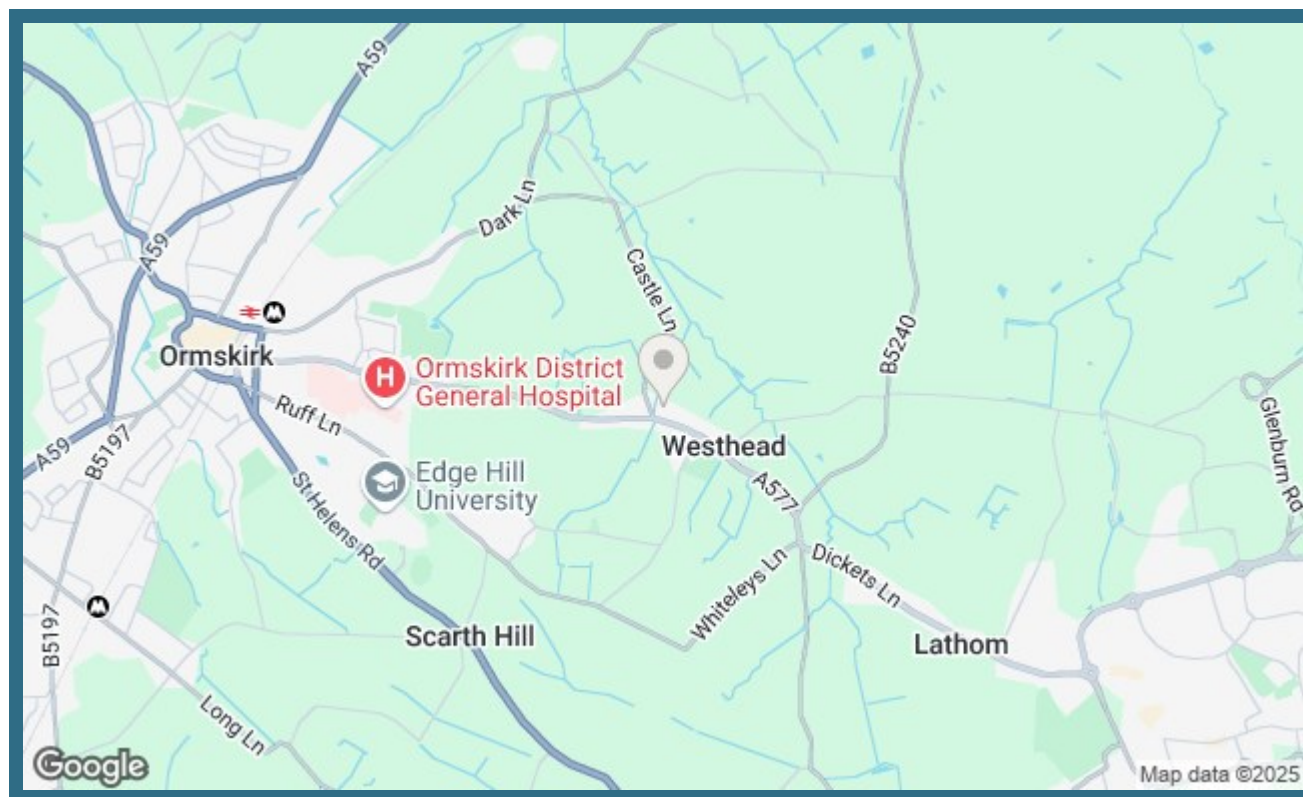 A59
Dark Ln
A59
Castle Ln
B5240
Ormskirk
H
Ormskirk District
General Hospital
Glenburn Rd
Ruff Ln
Westhead
A59
B5197
Edge Hill
University
A577
St Helens Rd
Dickets Ln
Whiteleys Ln
B5197
Scarth Hill
Lathom
Long Ln
Google
Map data ©2025